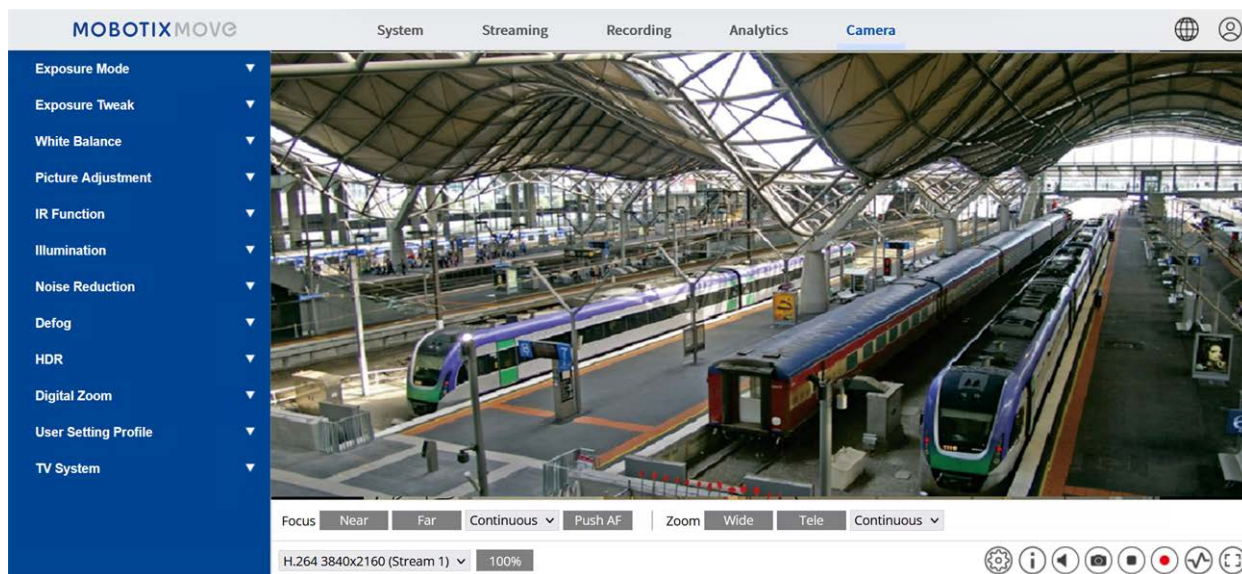 MOBOTIXMOVE
System Streaming Recording Analytics Camera
Exposure Mode
Exposure Tweak
White Balance
Picture Adjustment
IR Function
Illumination
Noise Reduction
Defog
HDR
Digital Zoom
User Setting Profile
TV System
Focus Near Far Continuous Push AF Zoom Wide Tele Continuous
H.264 3840x2160 (Stream 1) 100%